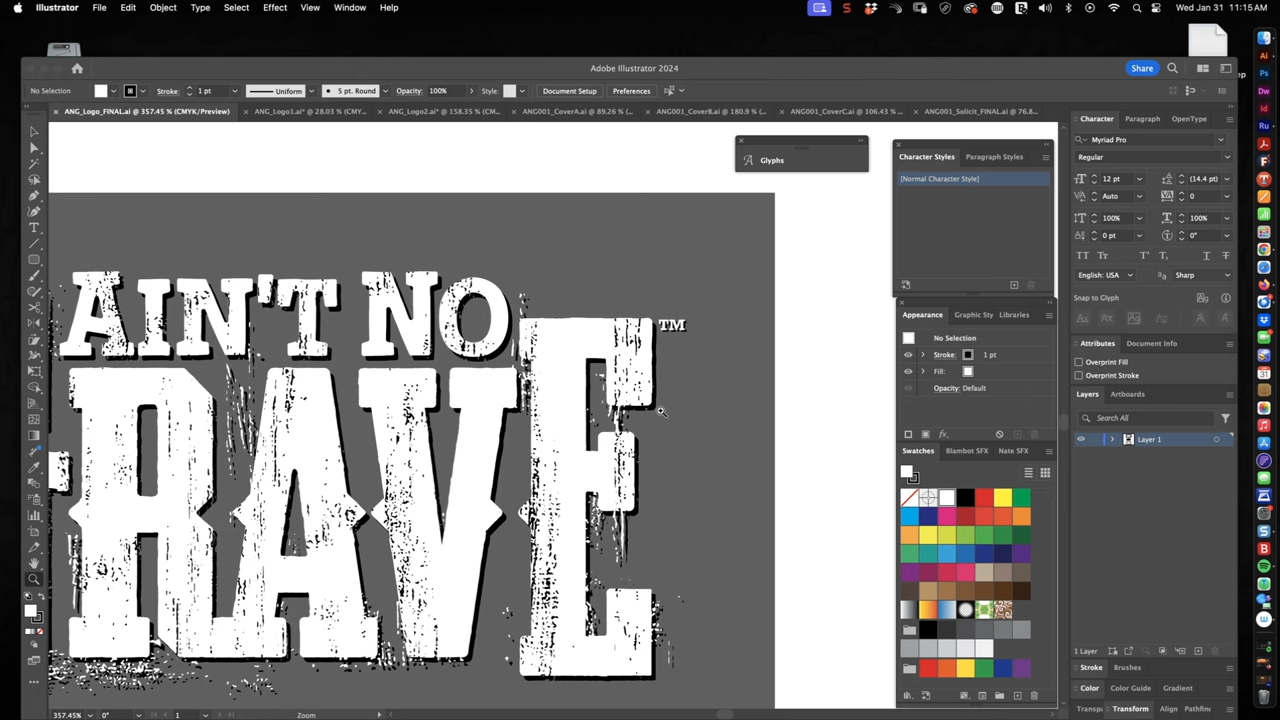 Illustrator File Edit Object Type Select Effect View Window Help Wed Jan 31 11:15 AM
Adobe Illustrator 2024
Share
No Selection Stroke: 1 pt Uniform 5 pt. Round Opacity: 100% Style: Document Setup Preferences
× ANG_Logo_FINAL.ai @ 357.45 % (CMYK/Preview) × ANG_Logo1.ai* @ 28.03 % (CMY... × ANG_Logo2.ai* @ 158.35 % (CM... × ANG001_CoverA.ai @ 89.26 % (... × ANG001_CoverB.ai @ 180.9 % (... × ANG001_CoverC.ai @ 106.43 % ... × ANG001_Solicit_FINAL.ai @ 76.8...
Glyphs
Character Styles Paragraph Styles
[Normal Character Style]
Character Paragraph OpenType
Myriad Pro
Regular
12 pt (14.4 pt)
Auto 0
100% 100%
0 pt 0°
English: USA Sharp
Snap to Glyph
Attributes Document Info
Overprint Fill
Overprint Stroke
Layers Artboards
Search All
Layer 1
AIN'T NO
RAVE
TM
Appearance Graphic Sty Libraries
No Selection
Stroke: 1 pt
Fill:
Opacity: Default
fx
Swatches Blambot SFX Nate SFX
1 Layer
Stroke Brushes
Color Color Guide Gradient
Transp Transform Align Pathfin
357.45% 0° 1 Zoom